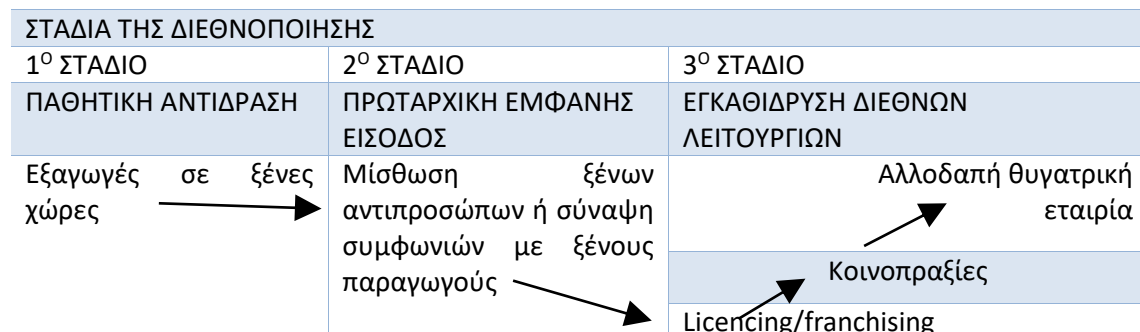 ΣΤΑΔΙΑ ΤΗΣ ΔΙΕΘΝΟΠΟΙΗΣΗΣ
1Ο ΣΤΑΔΙΟ
2Ο ΣΤΑΔΙΟ
3Ο ΣΤΑΔΙΟ
ΠΑΘΗΤΙΚΗ ΑΝΤΙΔΡΑΣΗ
ΠΡΩΤΑΡΧΙΚΗ ΕΜΦΑΝΗΣ
ΕΙΣΟΔΟΣ
ΕΓΚΑΘΙΔΡΥΣΗ ΔΙΕΘΝΩΝ
ΛΕΙΤΟΥΡΓΙΩΝ
Εξαγωγές σε ξένες
χώρες
Μίσθωση ξένων
αντιπροσώπων ή σύναψη
συμφωνιών με ξένους
παραγωγούς
Αλλοδαπή θυγατρική
εταιρία
Κοινοπραξίες
Licencing/franchising